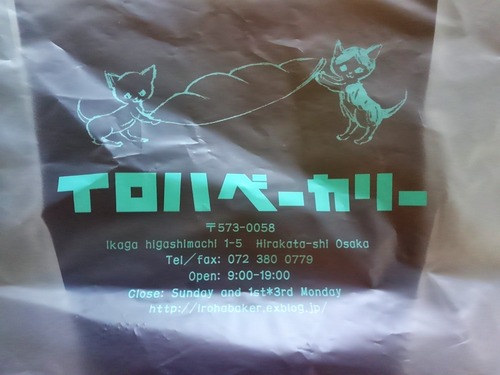 イロハベーカリー
〒573-0058
Ikaga higashimachi 1-5 Hirakata-shi Osaka
Tel/fax: 072 380 0779
Open: 9:00-19:00
Close: Sunday and 1st*3rd Monday
http://irohabaker.exblog.jp/